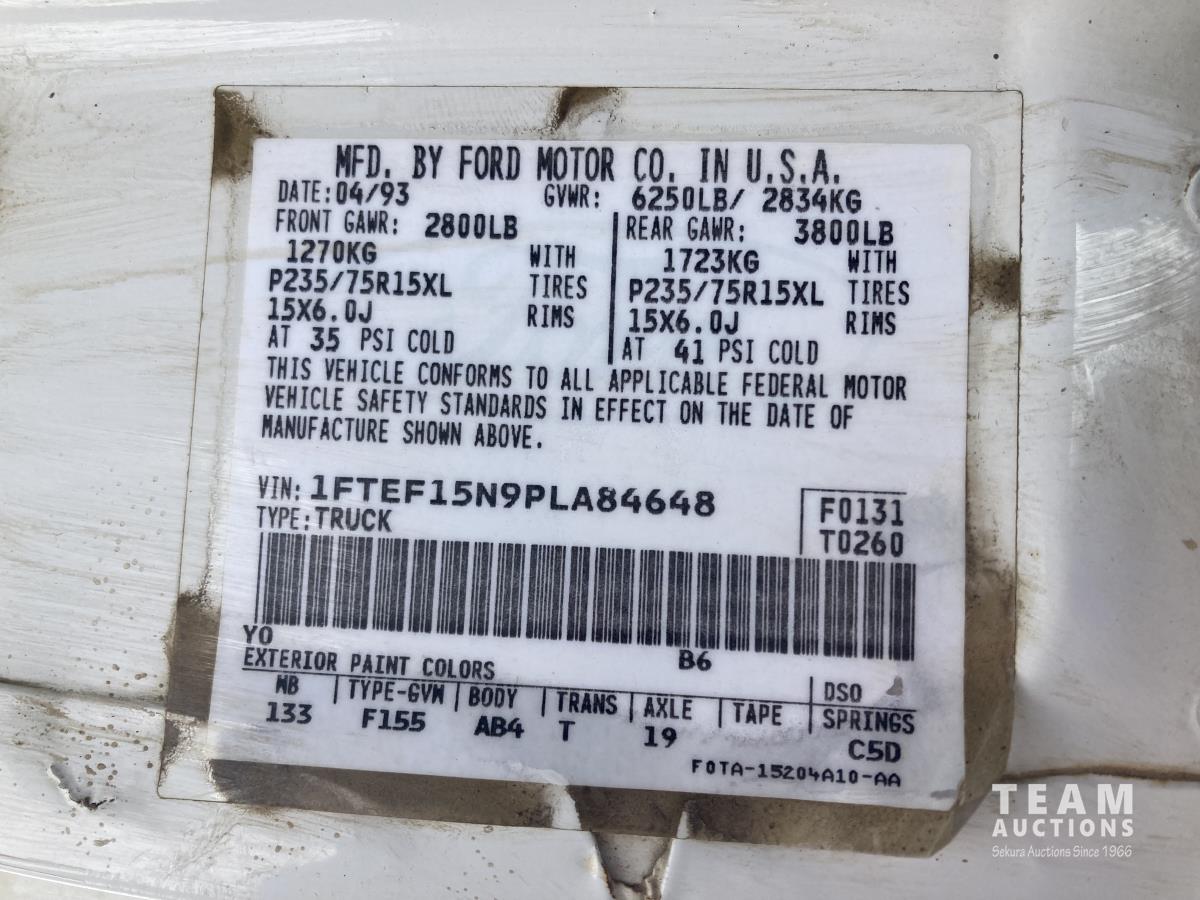 MFD. BY FORD MOTOR CO. IN U.S.A.
DATE: 04/93 GVWR: 6250LB/ 2834KG
FRONT GAWR: 2800LB REAR GAWR: 3800LB
1270KG WITH 1723KG WITH
P235/75R15XL TIRES P235/75R15XL TIRES
15X6.0J RIMS 15X6.0J RIMS
AT 35 PSI COLD AT 41 PSI COLD
THIS VEHICLE CONFORMS TO ALL APPLICABLE FEDERAL MOTOR
VEHICLE SAFETY STANDARDS IN EFFECT ON THE DATE OF
MANUFACTURE SHOWN ABOVE.
VIN: 1FTEF15N9PLA84648 F0131
TYPE: TRUCK T0260
YO B6
EXTERIOR PAINT COLORS DSO
WB TYPE-GVW BODY TRANS AXLE TAPE SPRINGS
133 F155 AB4 T 19 C5D
F0TA-15204A10-AA
TEAM
AUCTIONS
Sekura Auctions Since 1966